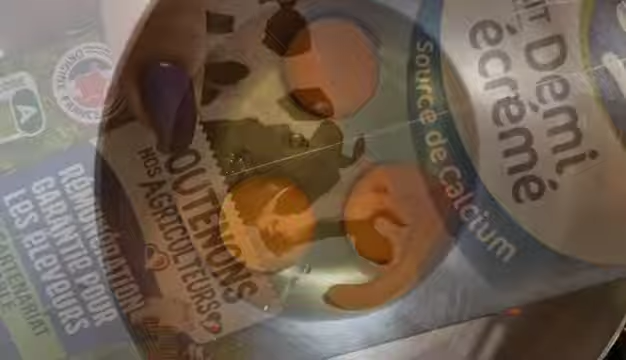 Demi
écrémé
Source de Calcium
SOUTENONS
NOS AGRICULTEURS
RÉMUNÉRATION
GARANTIE POUR
LES ÉLEVEURS